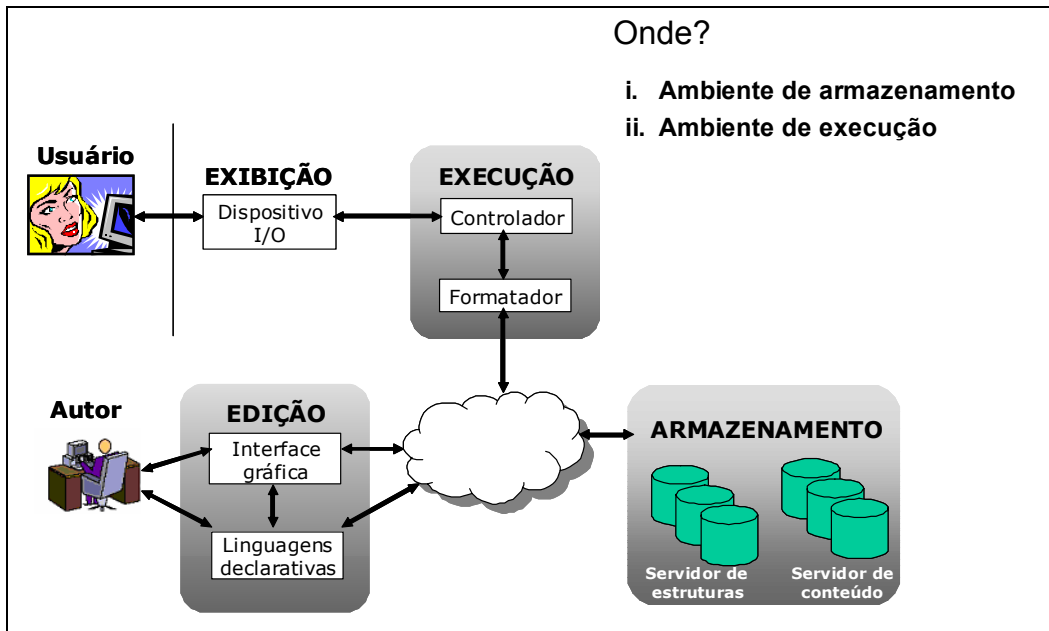 Onde?
i. Ambiente de armazenamento
ii. Ambiente de execução
Usuário
EXIBIÇÃO
Dispositivo
I/O
EXECUÇÃO
Controlador
Formatador
Autor
EDIÇÃO
Interface
gráfica
Linguagens
declarativas
ARMAZENAMENTO
Servidor de
estruturas
Servidor de
conteúdo